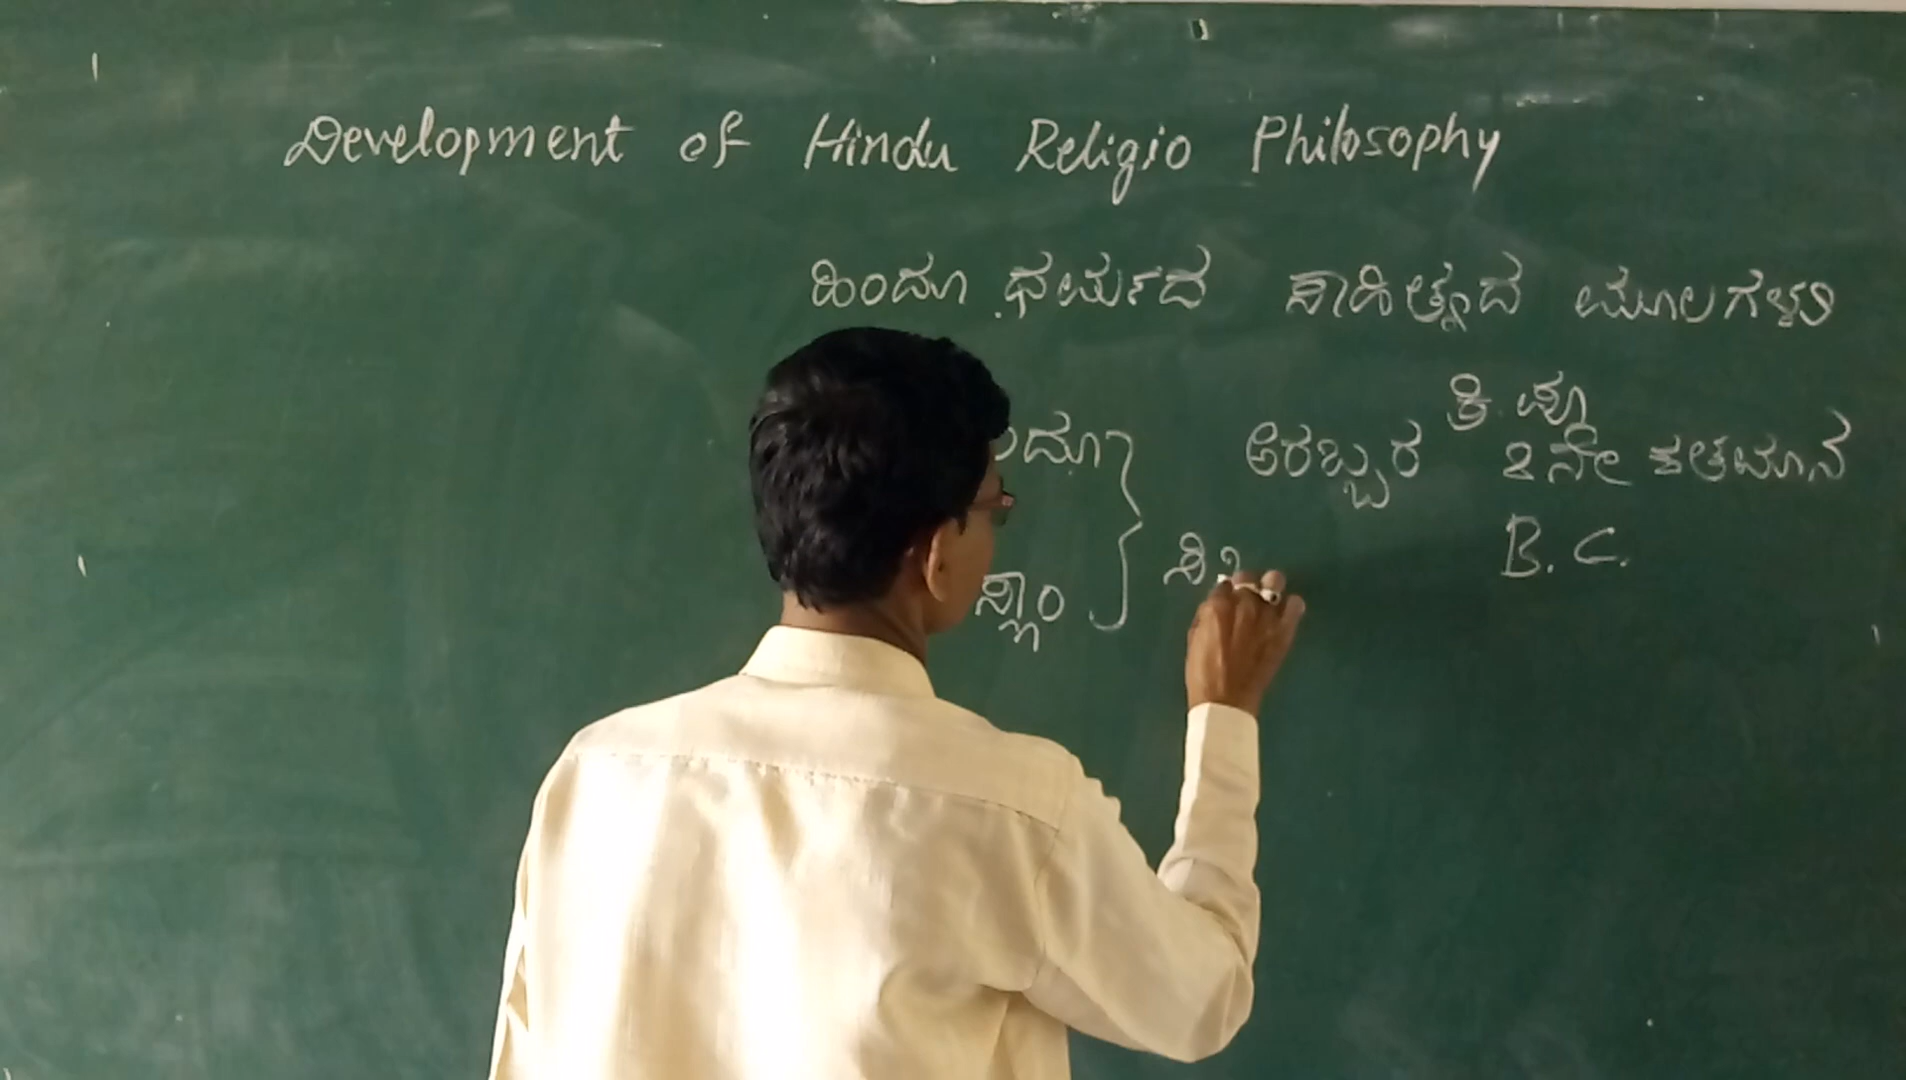 Development of Hindu Religio Philosophy
ಹಿಂದೂ ಧರ್ಮದ ಸಾಹಿತ್ಯದ ಮೂಲಗಳು
ಕ್ರಿ. ಪೂ
ಅರಬ್ಬರ 2ನೇ ಶತಮಾನ
B. C.